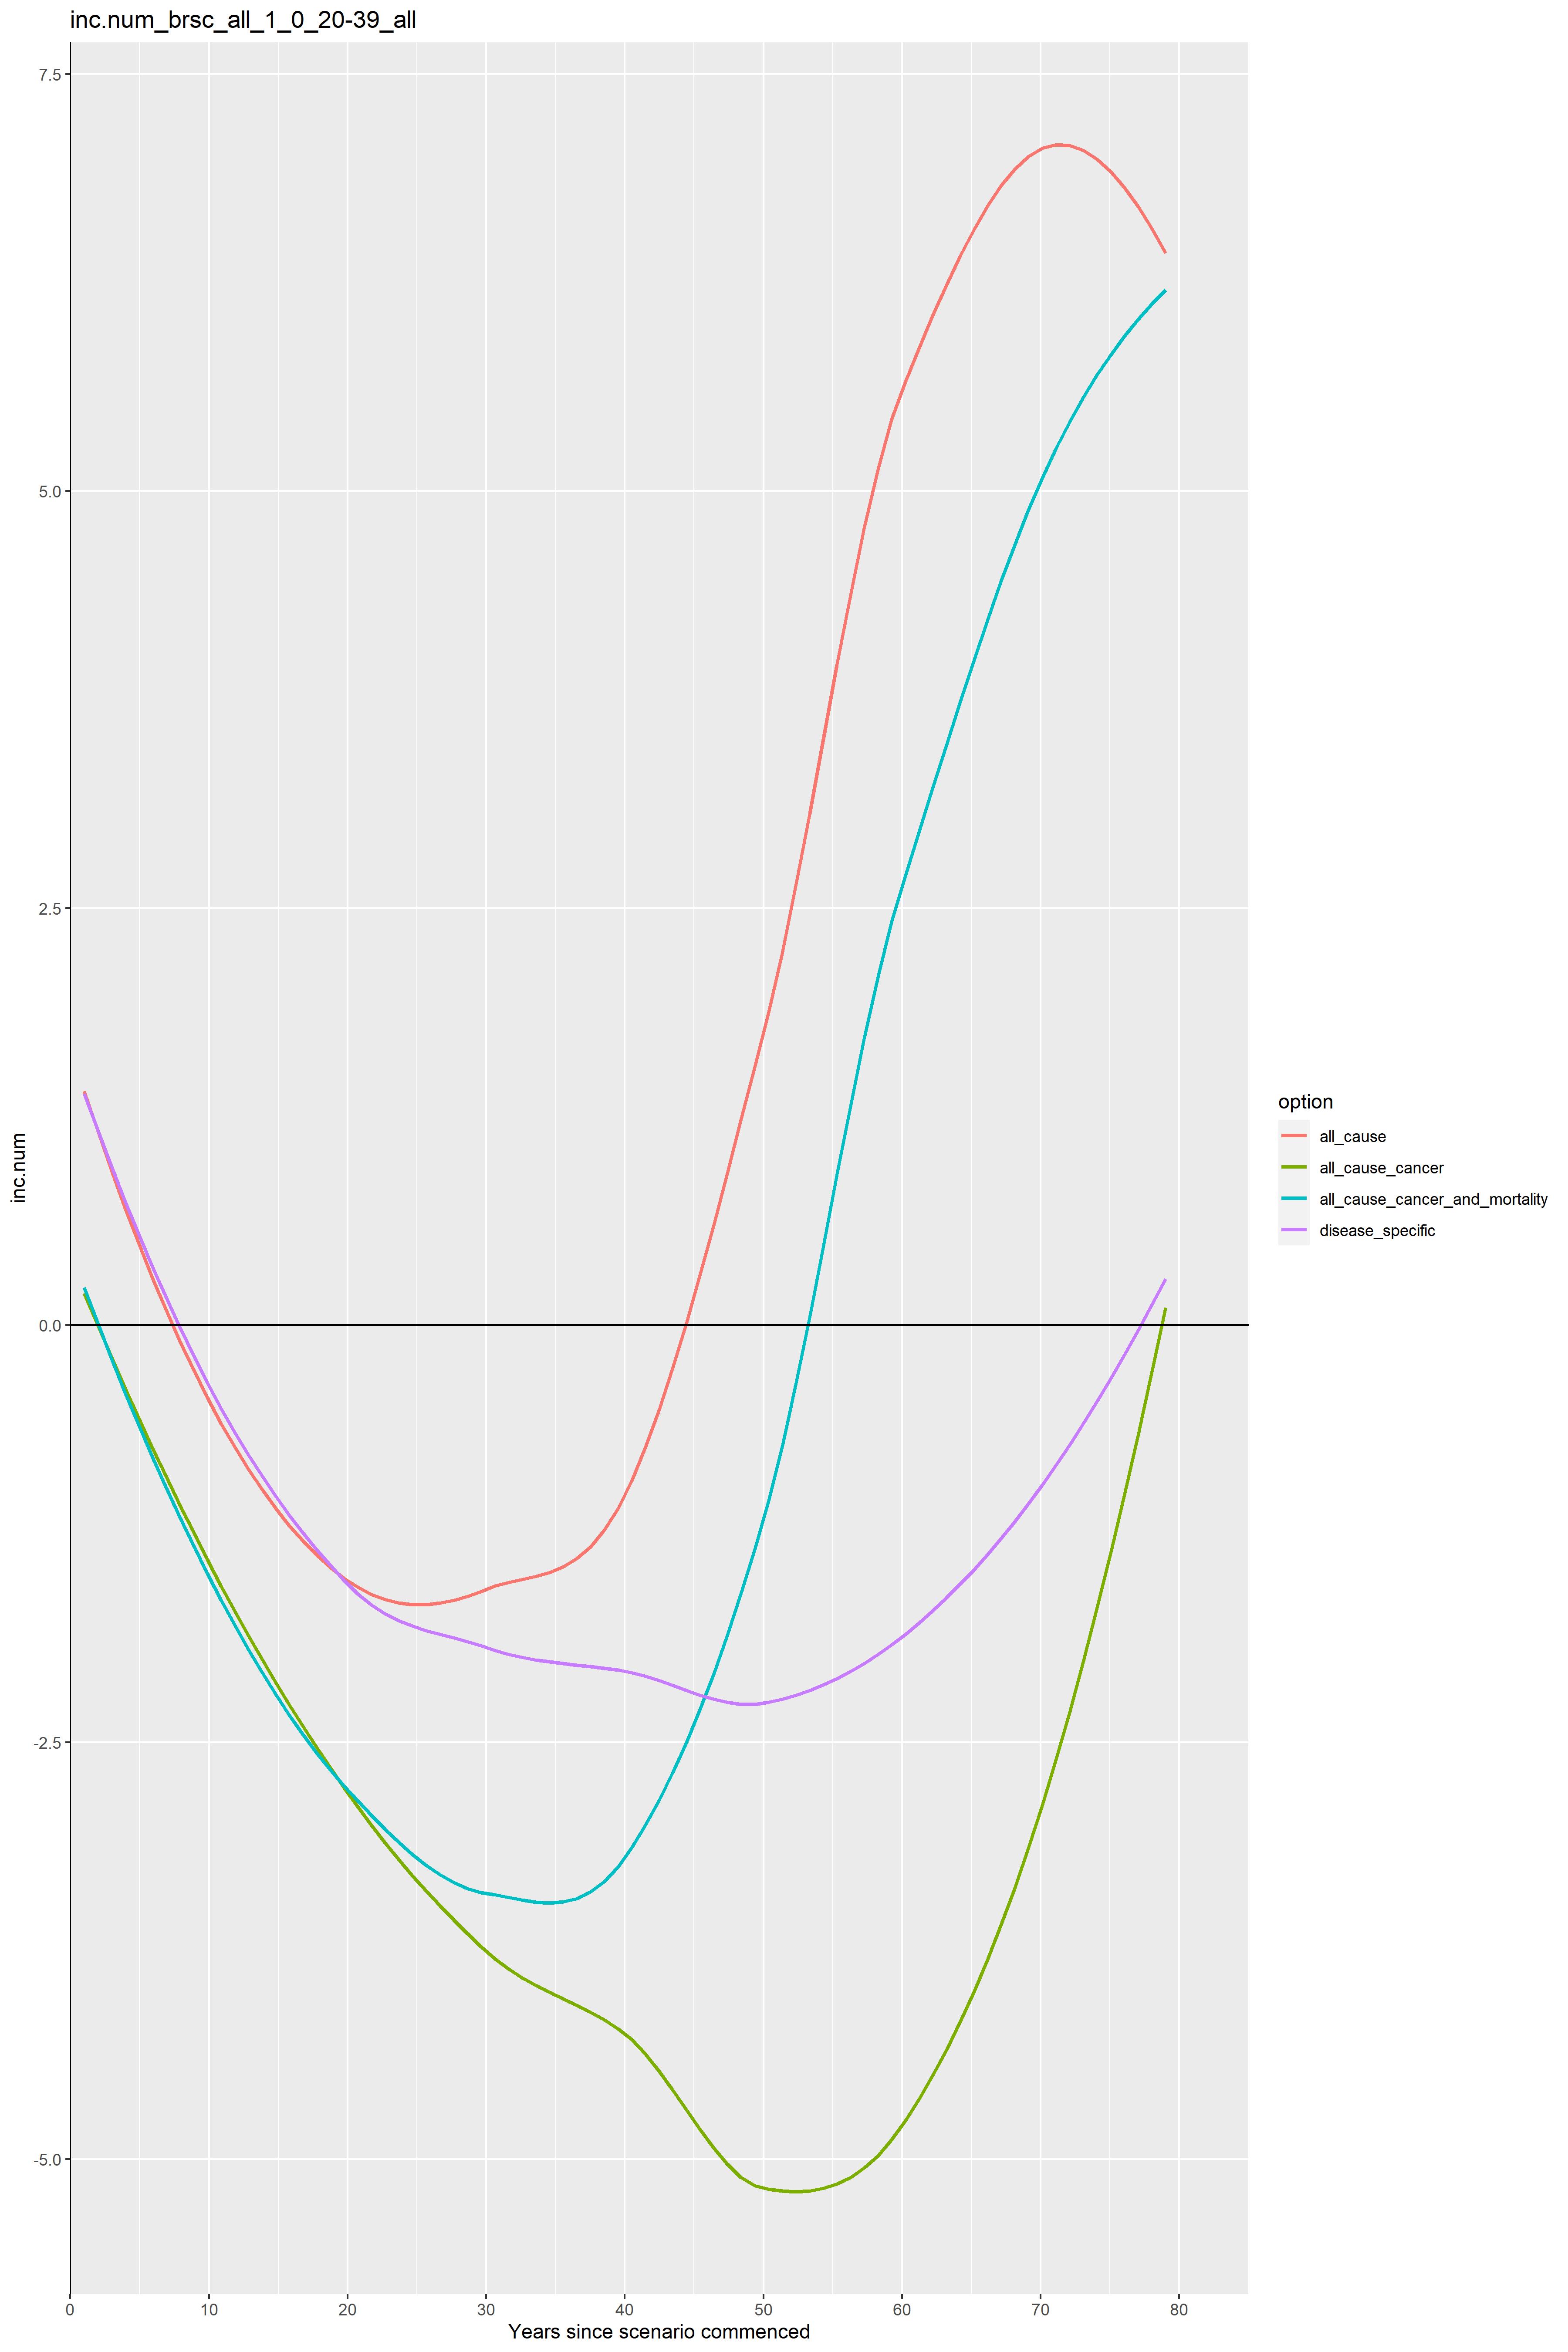 inc.num_brsc_all_1_0_20-39_all
7.5
5.0
2.5
0.0
-2.5
-5.0
inc.num
0 10 20 30 40 50 60 70 80
Years since scenario commenced
option
all_cause
all_cause_cancer
all_cause_cancer_and_mortality
disease_specific